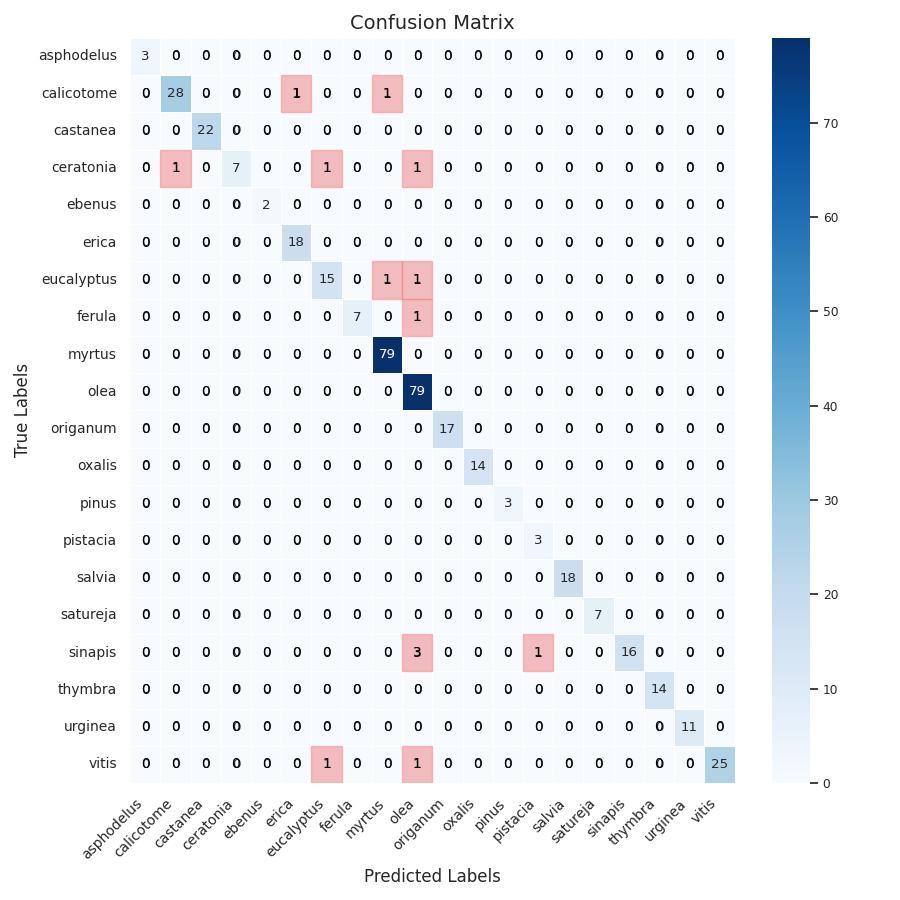 Confusion Matrix
True Labels
asphodelus 3 0 0 0 0 0 0 0 0 0 0 0 0 0 0 0 0 0 0 0
calicotome 0 28 0 0 0 1 0 0 1 0 0 0 0 0 0 0 0 0 0 0
castanea 0 0 22 0 0 0 0 0 0 0 0 0 0 0 0 0 0 0 0 0
ceratonia 0 1 0 7 0 0 1 0 0 1 0 0 0 0 0 0 0 0 0 0
ebenus 0 0 0 0 2 0 0 0 0 0 0 0 0 0 0 0 0 0 0 0
erica 0 0 0 0 0 18 0 0 0 0 0 0 0 0 0 0 0 0 0 0
eucalyptus 0 0 0 0 0 0 15 0 1 1 0 0 0 0 0 0 0 0 0 0
ferula 0 0 0 0 0 0 0 7 0 1 0 0 0 0 0 0 0 0 0 0
myrtus 0 0 0 0 0 0 0 0 79 0 0 0 0 0 0 0 0 0 0 0
olea 0 0 0 0 0 0 0 0 0 79 0 0 0 0 0 0 0 0 0 0
origanum 0 0 0 0 0 0 0 0 0 0 17 0 0 0 0 0 0 0 0 0
oxalis 0 0 0 0 0 0 0 0 0 0 0 14 0 0 0 0 0 0 0 0
pinus 0 0 0 0 0 0 0 0 0 0 0 0 3 0 0 0 0 0 0 0
pistacia 0 0 0 0 0 0 0 0 0 0 0 0 0 3 0 0 0 0 0 0
salvia 0 0 0 0 0 0 0 0 0 0 0 0 0 0 18 0 0 0 0 0
satureja 0 0 0 0 0 0 0 0 0 0 0 0 0 0 0 7 0 0 0 0
sinapis 0 0 0 0 0 0 0 0 0 3 0 0 0 1 0 0 16 0 0 0
thymbra 0 0 0 0 0 0 0 0 0 0 0 0 0 0 0 0 0 14 0 0
urginea 0 0 0 0 0 0 0 0 0 0 0 0 0 0 0 0 0 0 11 0
vitis 0 0 0 0 0 0 1 0 0 1 0 0 0 0 0 0 0 0 0 25
asphodelus calicotome castanea ceratonia ebenus erica eucalyptus ferula myrtus olea origanum oxalis pinus pistacia salvia satureja sinapis thymbra urginea vitis
Predicted Labels
70
60
50
40
30
20
10
0